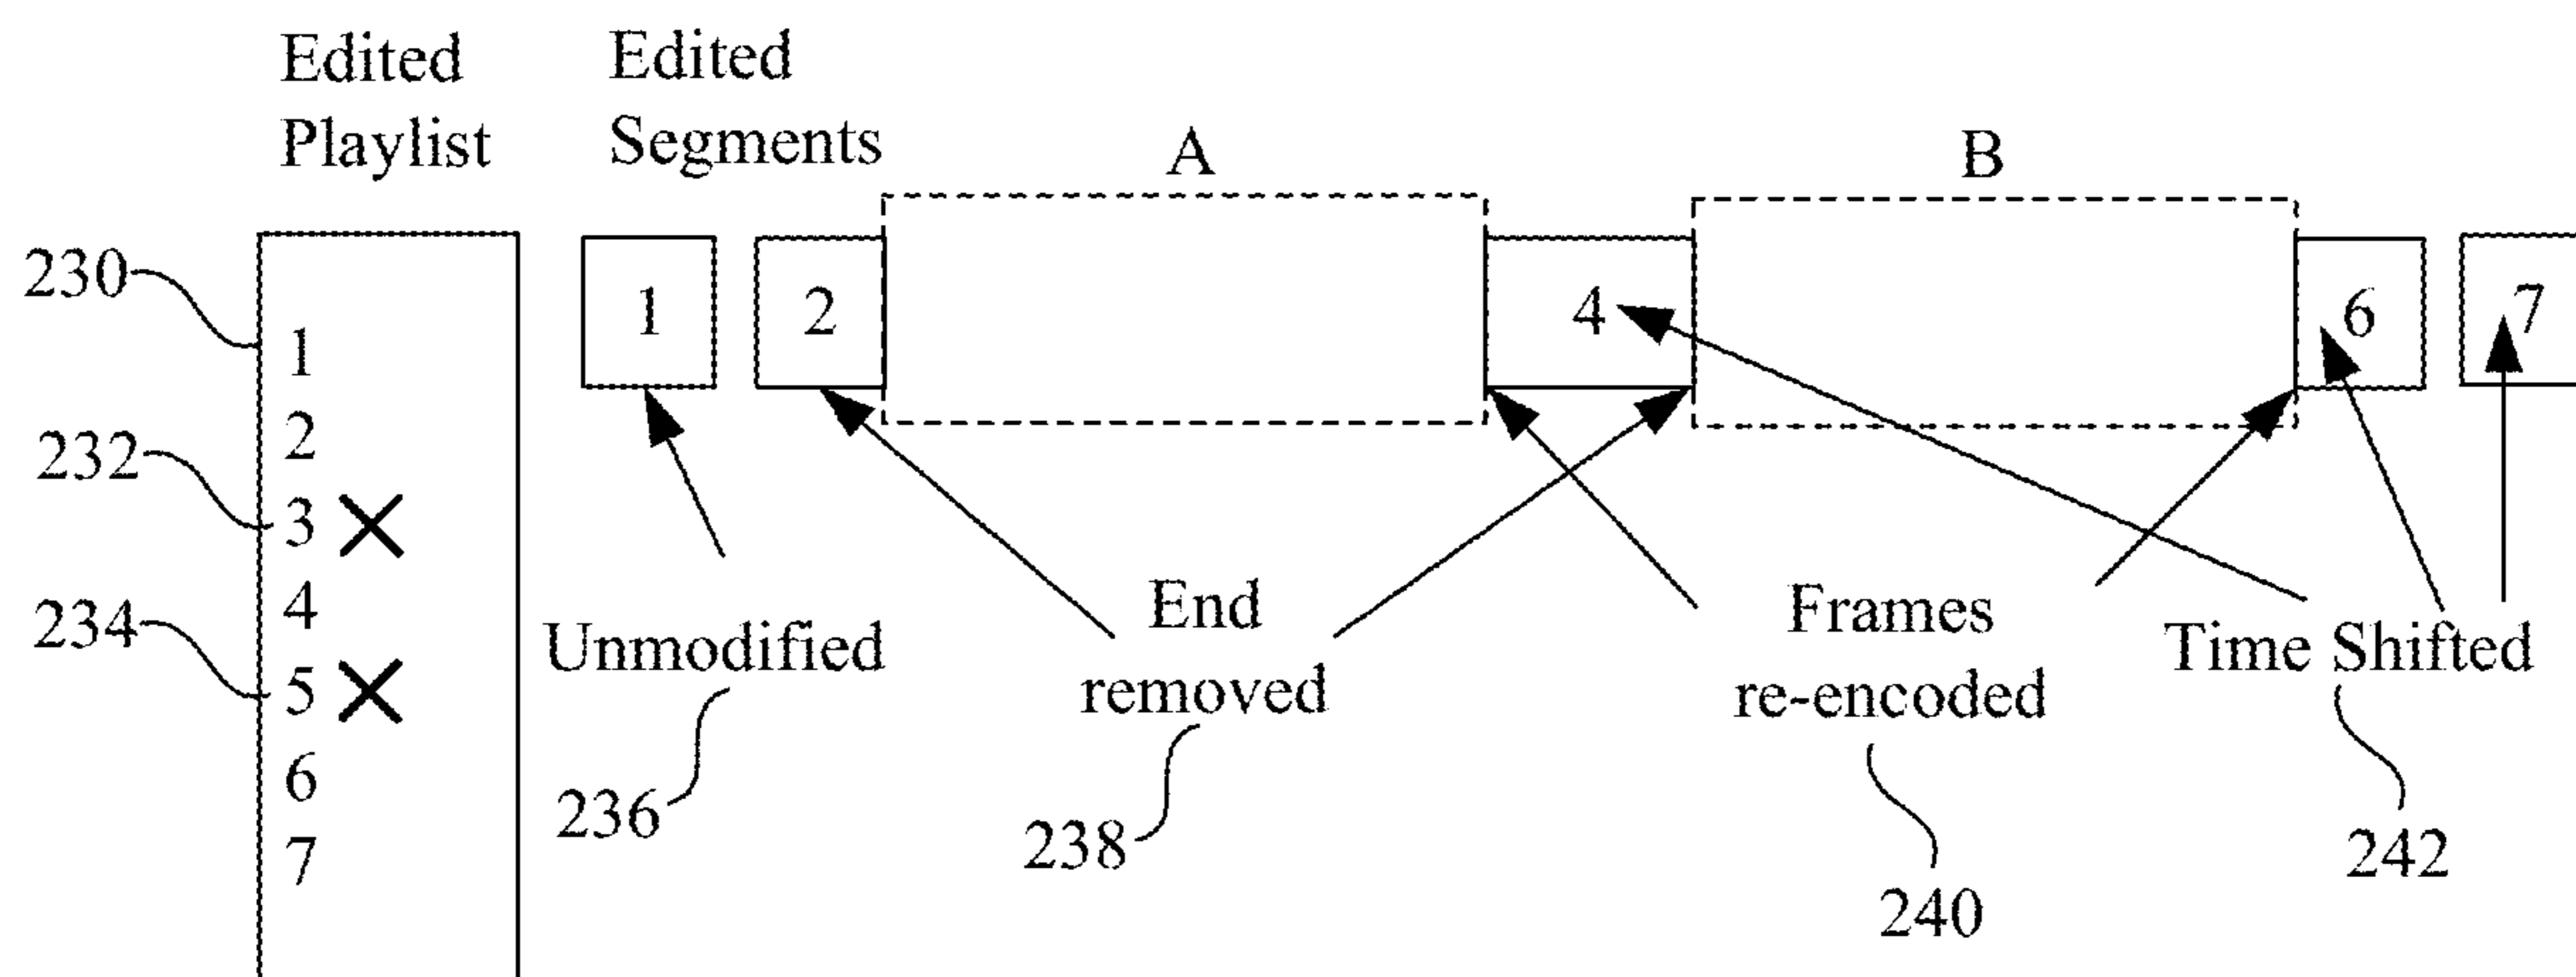 Edited
Playlist
Edited
Segments
A
B
230
232
234
1
2
3
4
5
6
7
1
2
4
6
7
Unmodified
236
End
removed
238
Frames
re-encoded
240
Time Shifted
242